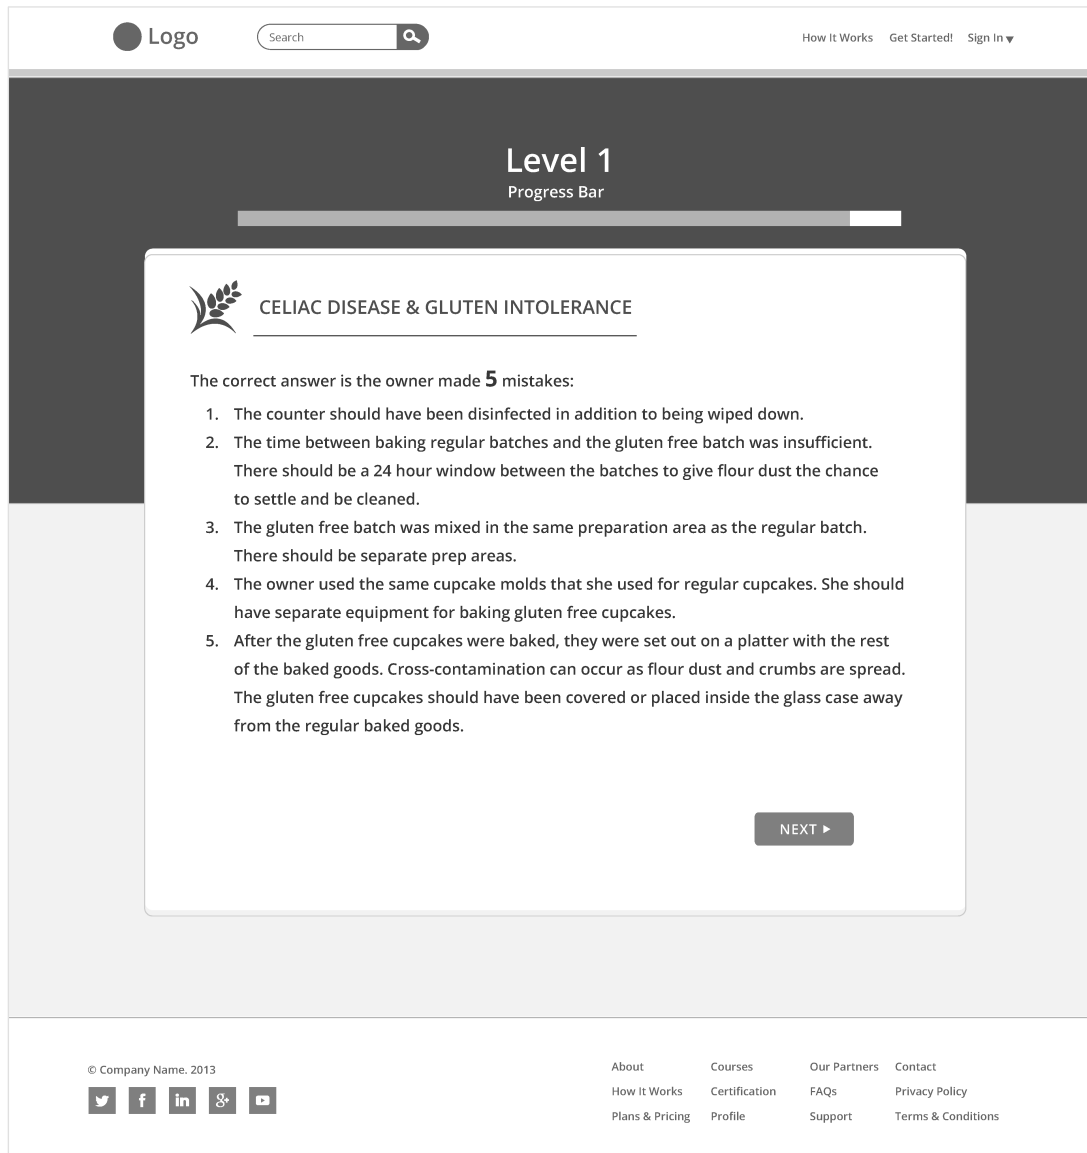 Logo
Search
How It Works
Get Started!
Sign In
Level 1
Progress Bar
CELIAC DISEASE & GLUTEN INTOLERANCE
The correct answer is the owner made 5 mistakes:
1. The counter should have been disinfected in addition to being wiped down.
2. The time between baking regular batches and the gluten free batch was insufficient.
There should be a 24 hour window between the batches to give flour dust the chance
to settle and be cleaned.
3. The gluten free batch was mixed in the same preparation area as the regular batch.
There should be separate prep areas.
4. The owner used the same cupcake molds that she used for regular cupcakes. She should
have separate equipment for baking gluten free cupcakes.
5. After the gluten free cupcakes were baked, they were set out on a platter with the rest
of the baked goods. Cross-contamination can occur as flour dust and crumbs are spread.
The gluten free cupcakes should have been covered or placed inside the glass case away
from the regular baked goods.
NEXT
© Company Name. 2013
About
How It Works
Plans & Pricing
Courses
Certification
Profile
Our Partners
FAQs
Support
Contact
Privacy Policy
Terms & Conditions